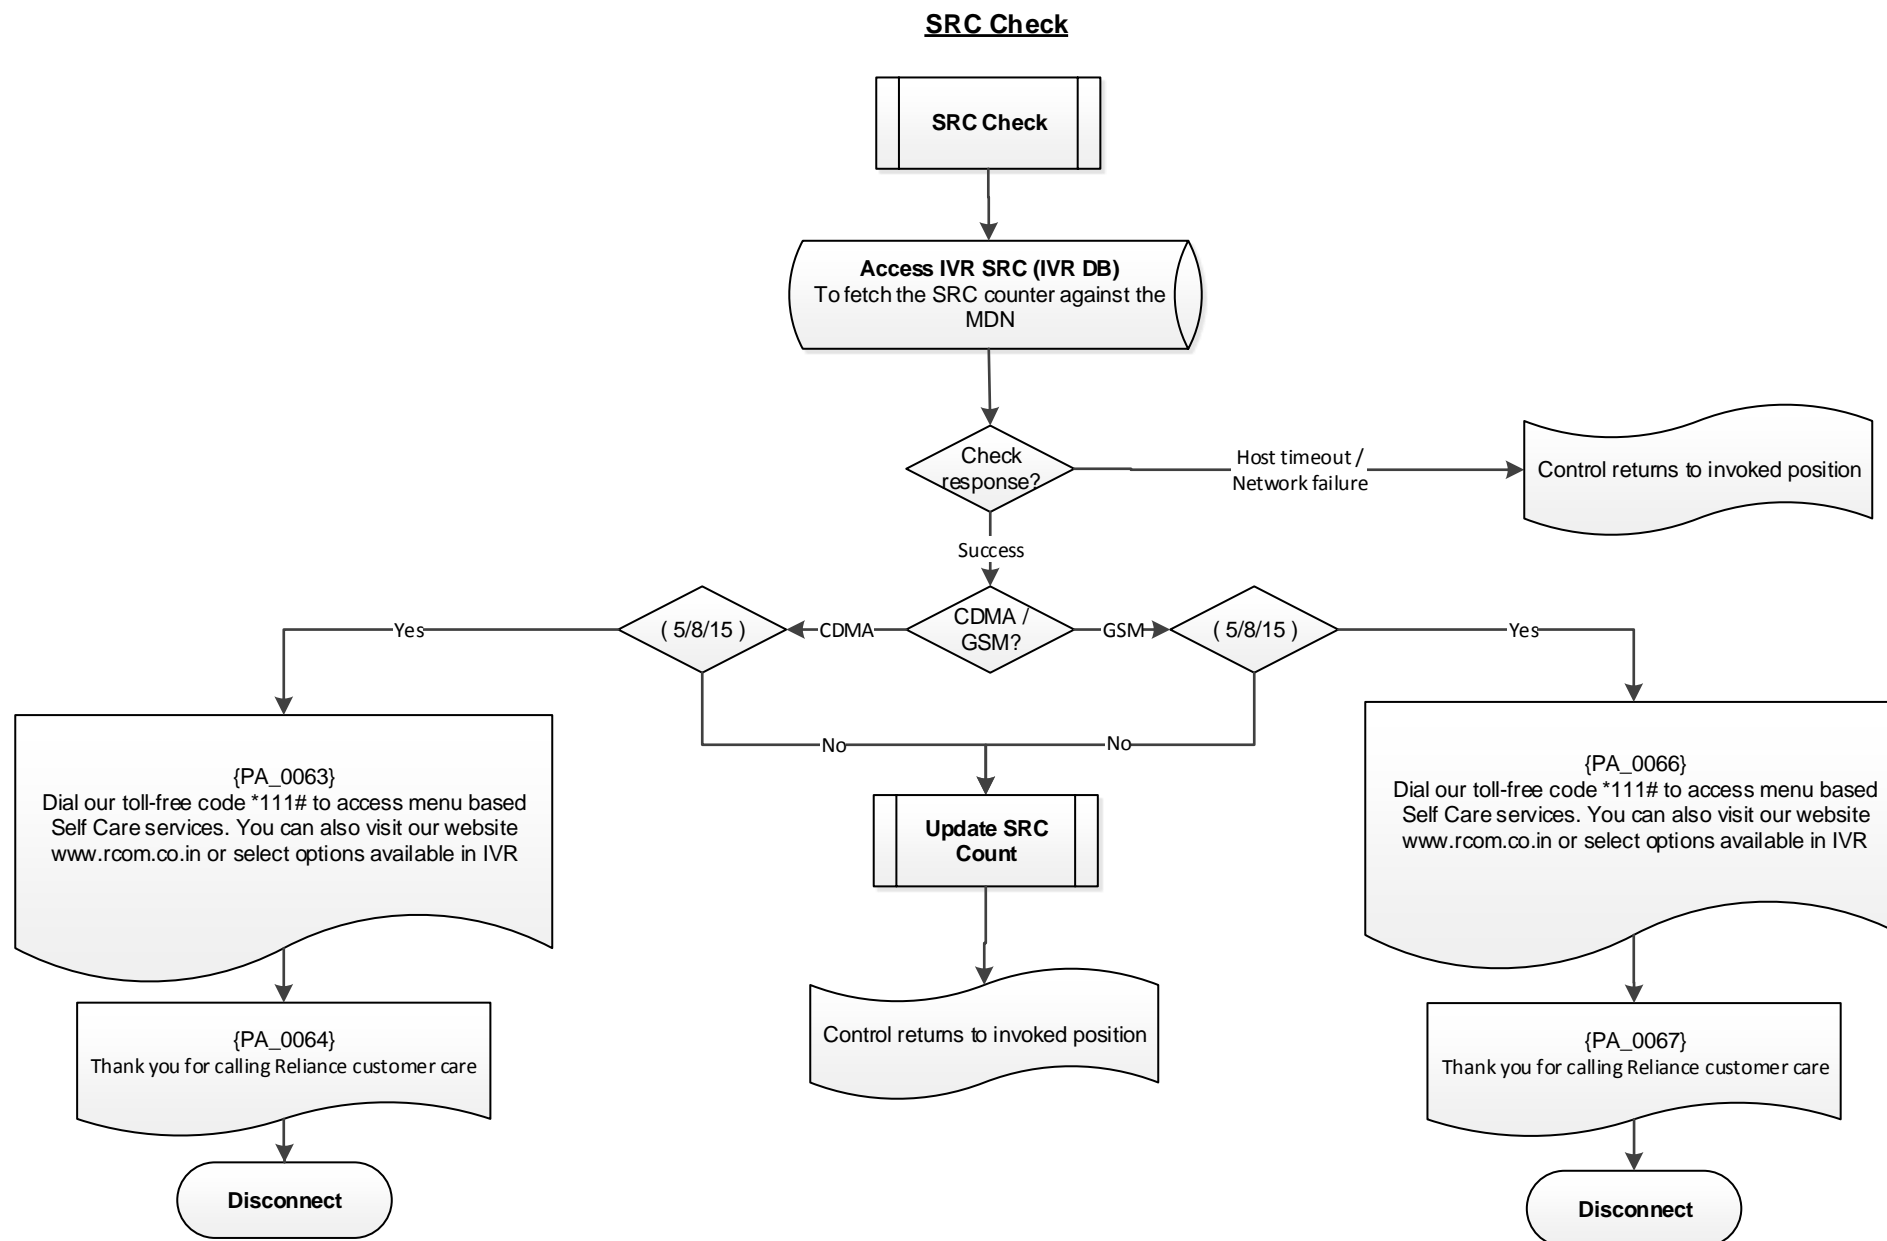 SRC Check
SRC Check
Access IVR SRC (IVR DB)
To fetch the SRC counter against the
MDN
Check
response?
Host timeout /
Network failure
Control returns to invoked position
Success
CDMA /
GSM?
CDMA
GSM
( 5/8/15 )
( 5/8/15 )
Yes
Yes
No
No
{PA_0063}
Dial our toll-free code *111# to access menu based
Self Care services. You can also visit our website
www.rcom.co.in or select options available in IVR
{PA_0066}
Dial our toll-free code *111# to access menu based
Self Care services. You can also visit our website
www.rcom.co.in or select options available in IVR
Update SRC
Count
Control returns to invoked position
{PA_0064}
Thank you for calling Reliance customer care
{PA_0067}
Thank you for calling Reliance customer care
Disconnect
Disconnect